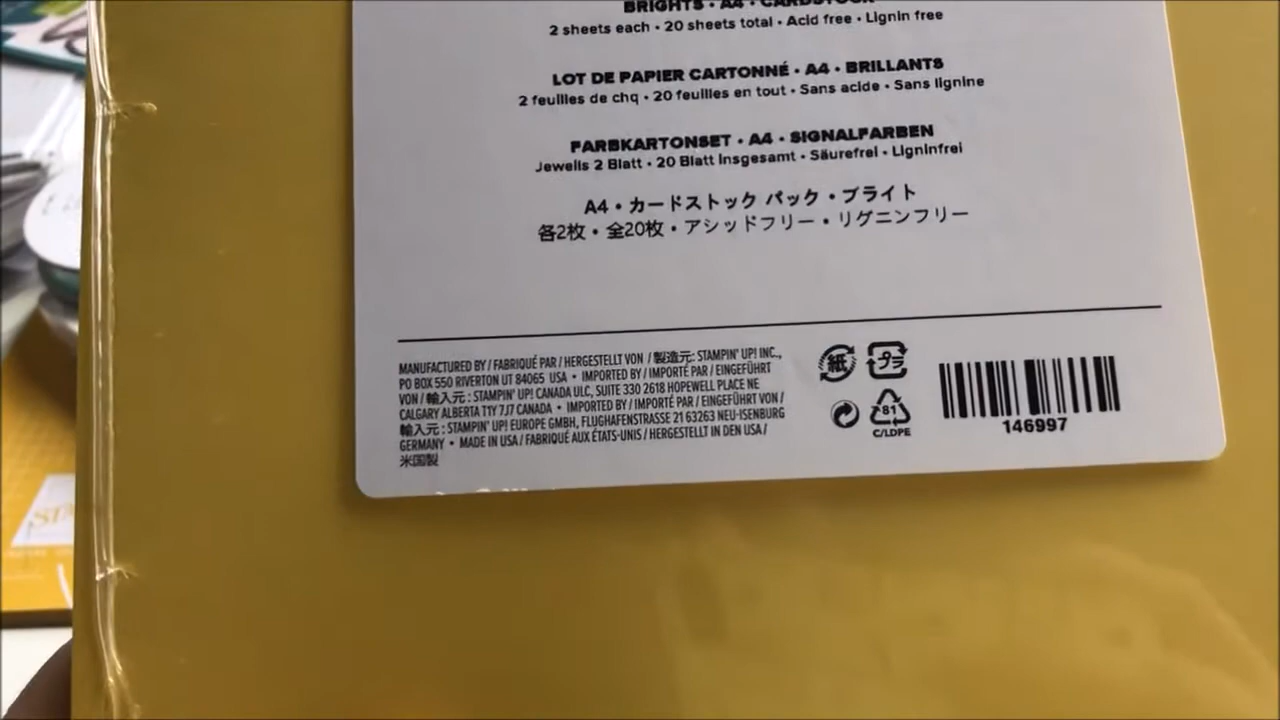 BRIGHTS • A4 • CARDSTOCK
2 sheets each • 20 sheets total • Acid free • Lignin free
LOT DE PAPIER CARTONNÉ • A4 • BRILLANTS
2 feuilles de chq • 20 feuilles en tout • Sans acide • Sans lignine
FARBKARTONSET • A4 • SIGNALFARBEN
Jeweils 2 Blatt • 20 Blatt insgesamt • Säurefrei • Ligninfrei
A4 • カードストック パック • ブライト
各2枚 • 全20枚 • アシッドフリー • リグニンフリー
MANUFACTURED BY / FABRIQUÉ PAR / HERGESTELLT VON / 製造元: STAMPIN' UP! INC.,
PO BOX 550 RIVERTON UT 84065 USA • IMPORTED BY / IMPORTÉ PAR / EINGEFÜHRT
VON / 輸入元 : STAMPIN' UP! CANADA ULC, SUITE 330 2618 HOPEWELL PLACE NE
CALGARY ALBERTA T1Y 7J7 CANADA • IMPORTED BY / IMPORTÉ PAR / EINGEFÜHRT VON /
輸入元 : STAMPIN' UP! EUROPE GMBH, FLUGHAFENSTRASSE 21 63263 NEU-ISENBURG
GERMANY • MADE IN USA / FABRIQUÉ AUX ÉTATS-UNIS / HERGESTELLT IN DEN USA /
米国製
紙
プラ
81
C/LDPE
146997